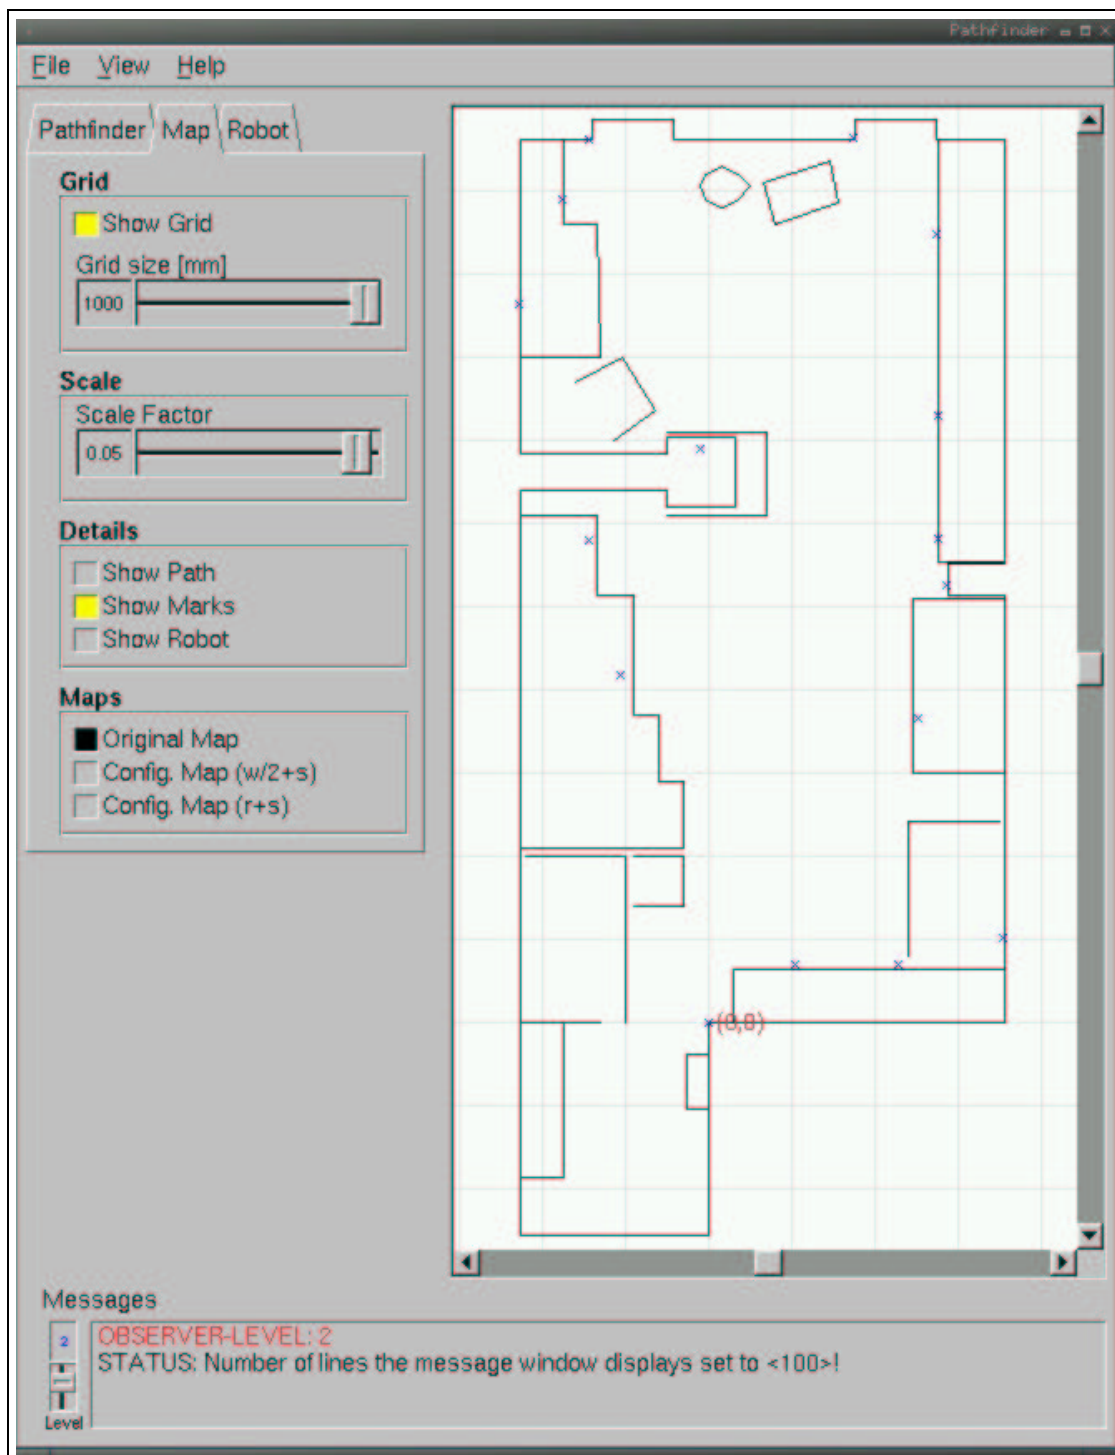 Pathfinder
File View Help
Pathfinder Map Robot
Grid
Show Grid
Grid size [mm]
1000
Scale
Scale Factor
0.05
Details
Show Path
Show Marks
Show Robot
Maps
Original Map
Config. Map (w/2+s)
Config. Map (r+s)
(0,0)
Messages
2
OBSERVER-LEVEL: 2
STATUS: Number of lines the message window displays set to <100>!
Level